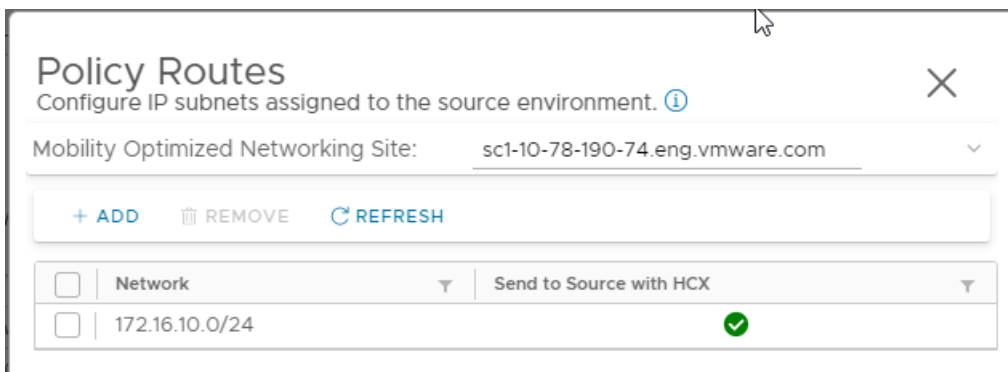 Policy Routes
Configure IP subnets assigned to the source environment.
Mobility Optimized Networking Site: sc1-10-78-190-74.eng.vmware.com
+ ADD REMOVE REFRESH
Network Send to Source with HCX
172.16.10.0/24